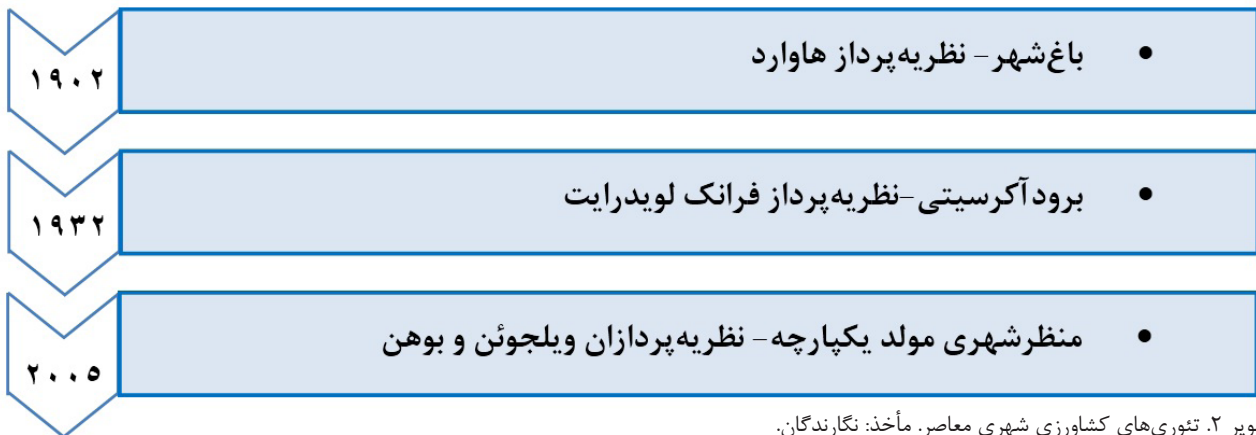 ۱۹۰۲
• باغ‌شهر – نظریه‌پرداز هاوارد
۱۹۳۲
• برودآکرسیتی –نظریه‌پرداز فرانک لویدرایت
۲۰۰۵
• منظرشهری مولد یکپارچه – نظریه‌پردازان ویلجوئن و بوهن
ویر ۲. تئوری‌های کشاورزی شهری معاصر. مأخذ: نگارندگان.